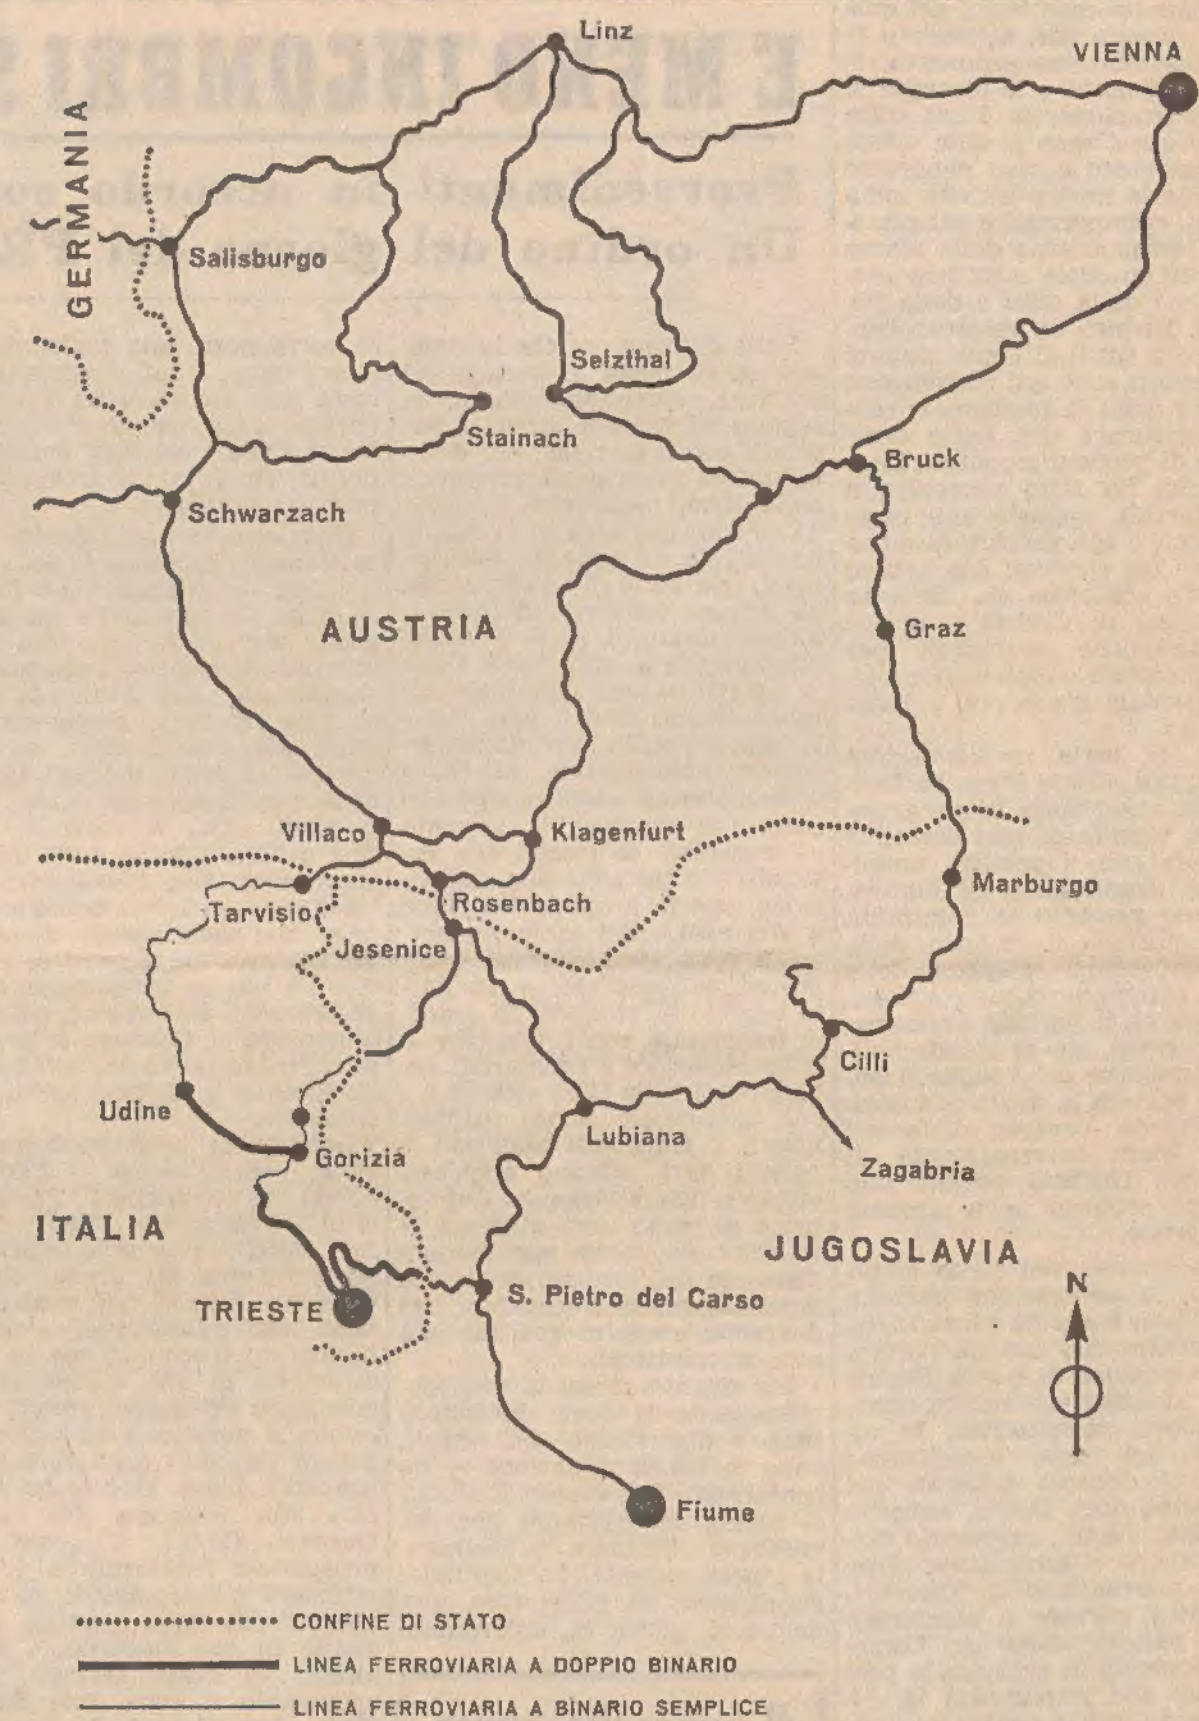 Linz
VIENNA
GERMANIA
Salisburgo
Selzthal
Stainach
Bruck
Schwarzach
AUSTRIA
Graz
Villaco
Klagenfurt
Tarvisio
Rosenbach
Marburgo
Jesenice
Cilli
Udine
Lubiana
Gorizia
Zagabria
ITALIA
JUGOSLAVIA
N
S. Pietro del Carso
TRIESTE
Fiume
CONFINE DI STATO
LINEA FERROVIARIA A DOPPIO BINARIO
LINEA FERROVIARIA A BINARIO SEMPLICE